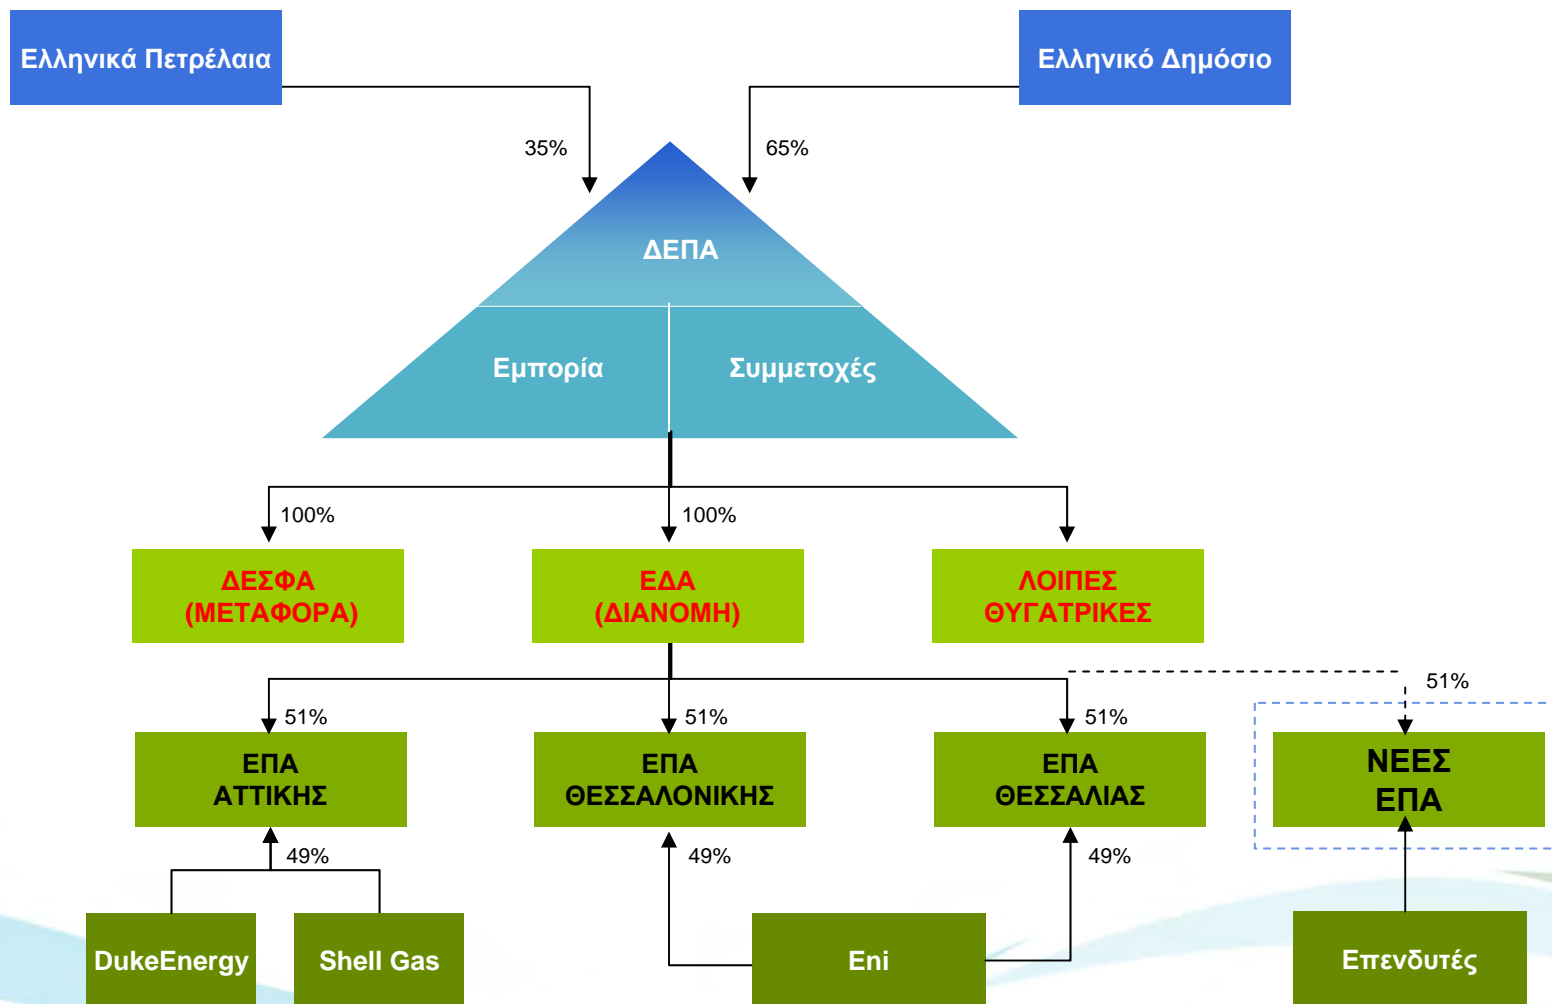 Ελληνικά Πετρέλαια
Ελληνικό Δημόσιο
35%
65%
ΔΕΠΑ
Εμπορία
Συμμετοχές
100%
100%
ΔΕΣΦΑ
(ΜΕΤΑΦΟΡΑ)
ΕΔΑ
(ΔΙΑΝΟΜΗ)
ΛΟΙΠΕΣ
ΘΥΓΑΤΡΙΚΕΣ
51%
51%
51%
51%
ΕΠΑ
ΑΤΤΙΚΗΣ
ΕΠΑ
ΘΕΣΣΑΛΟΝΙΚΗΣ
ΕΠΑ
ΘΕΣΣΑΛΙΑΣ
ΝΕΕΣ
ΕΠΑ
49%
49%
49%
DukeEnergy
Shell Gas
Eni
Επενδυτές